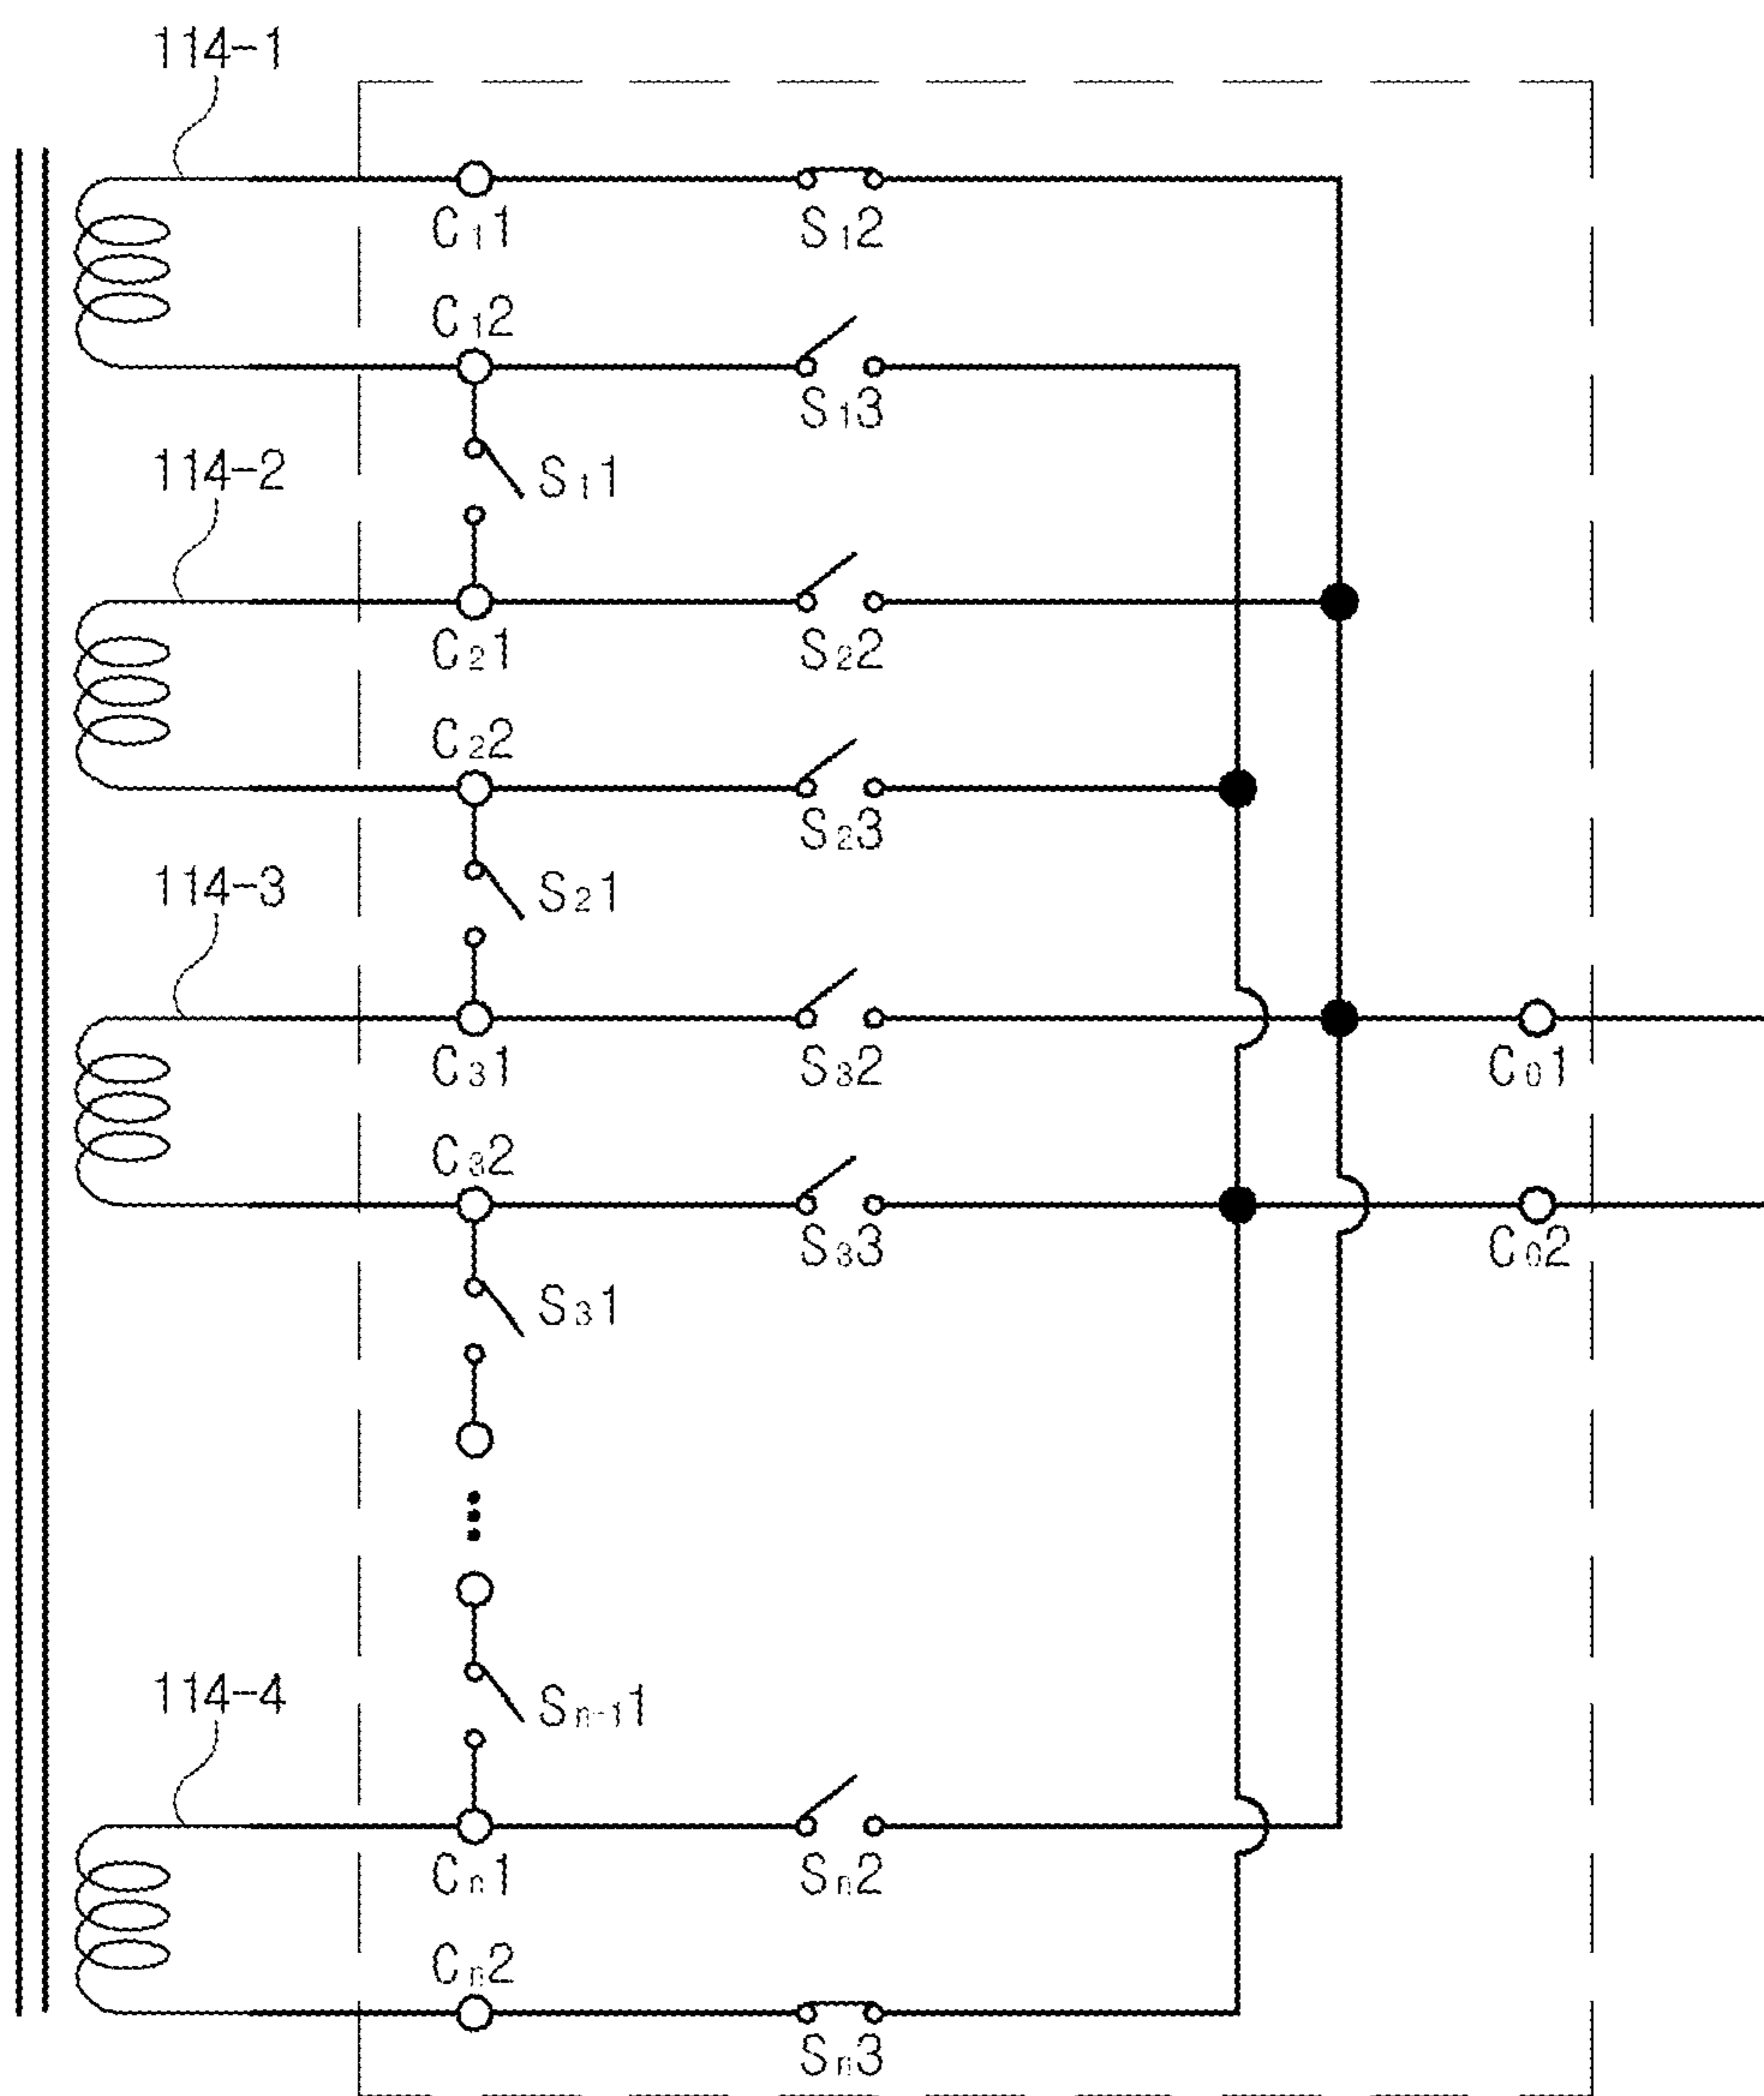 114-1
C₁1
S₁2
C₁2
S₁3
S₁1
114-2
C₂1
S₂2
C₂2
S₂3
S₂1
114-3
C₃1
S₃2
C₀1
C₃2
S₃3
C₀2
S₃1
Sₙ₋₁1
114-4
Cₙ1
Sₙ2
Cₙ2
Sₙ3